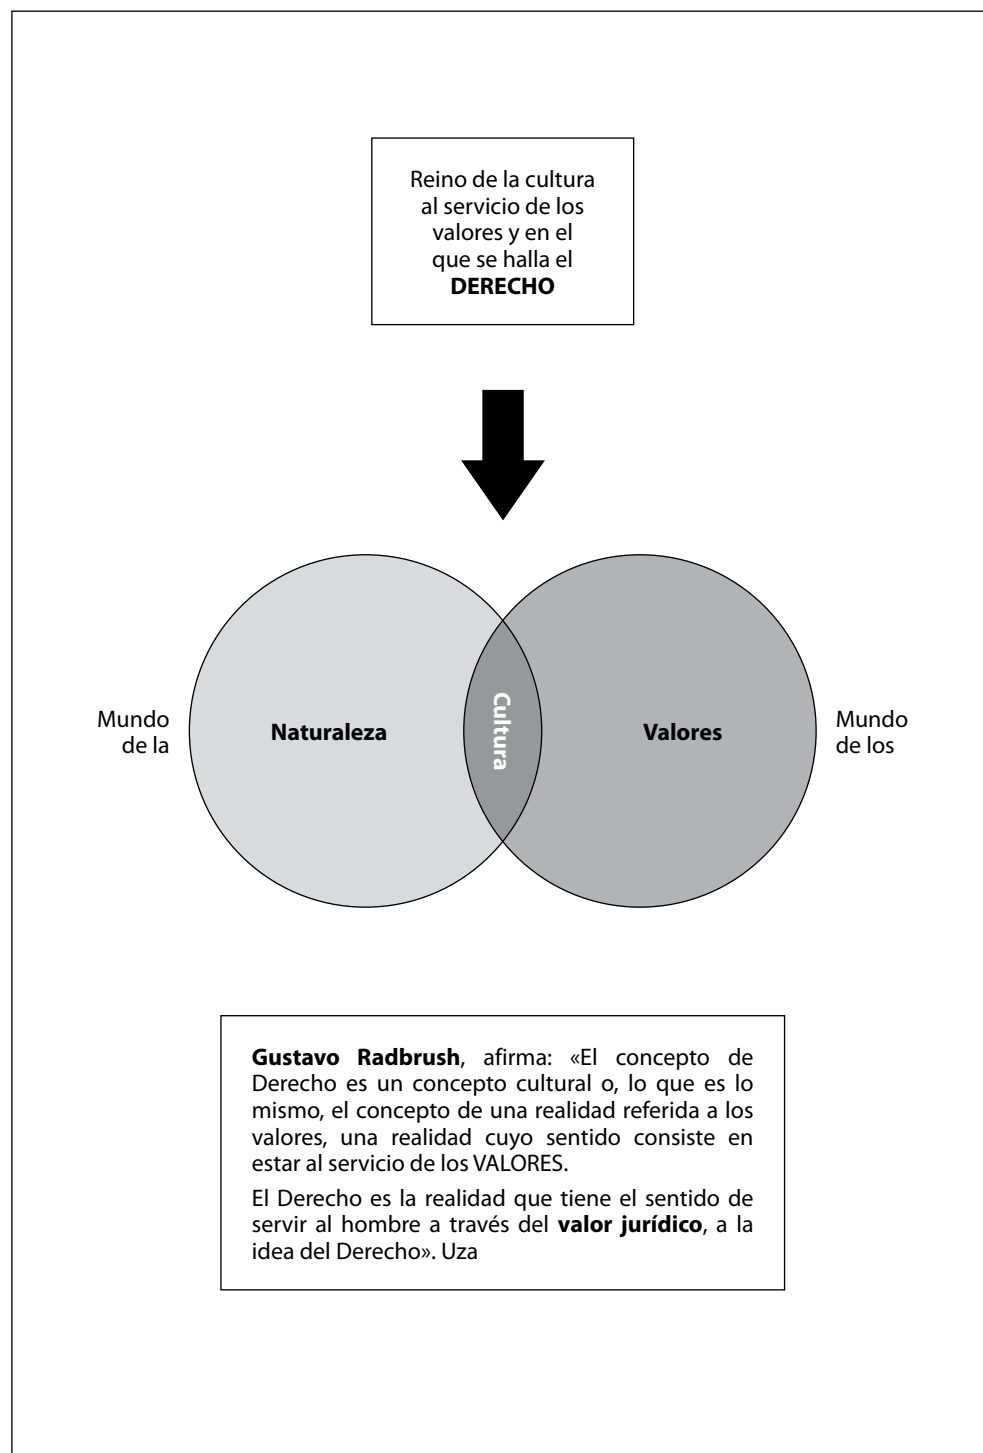 Reino de la cultura
al servicio de los
valores y en el
que se halla el
DERECHO
Mundo
de la
Naturaleza
Cultura
Valores
Mundo
de los
Gustavo Radbrush, afirma: «El concepto de
Derecho es un concepto cultural o, lo que es lo
mismo, el concepto de una realidad referida a los
valores, una realidad cuyo sentido consiste en
estar al servicio de los VALORES.
El Derecho es la realidad que tiene el sentido de
servir al hombre a través del valor jurídico, a la
idea del Derecho». Uza